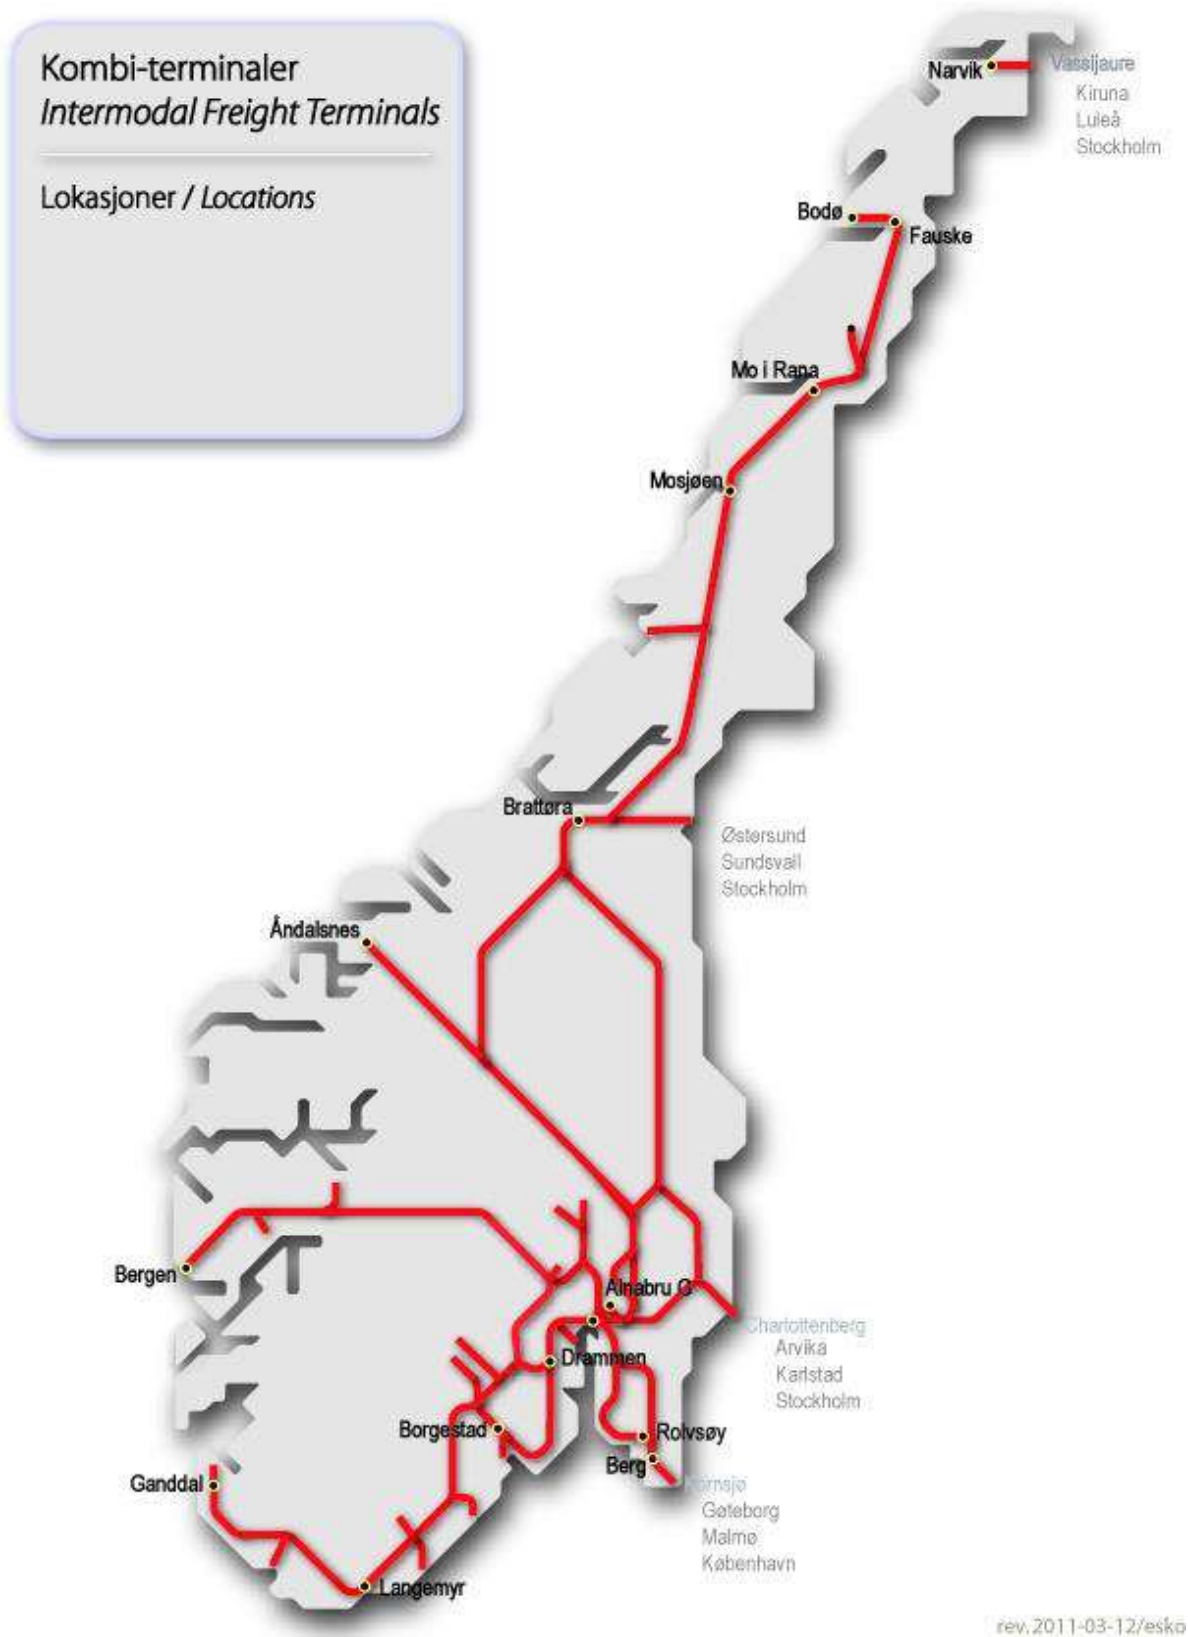 Kombi-terminaler
Intermodal Freight Terminals
Lokasjoner / Locations
Narvik
Vassijaure
Kiruna
Luleå
Stockholm
Bodø
Fauske
Mo i Rana
Mosjøen
Brattøra
Østersund
Sundsvall
Stockholm
Åndalsnes
Bergen
Alnabru G
Charlottenberg
Arvika
Karlstad
Stockholm
Drammen
Borgestad
Rolvsøy
Berg
Ganddal
Kornsjø
Gøteborg
Malmø
København
Langemyr
rev.2011-03-12/esko